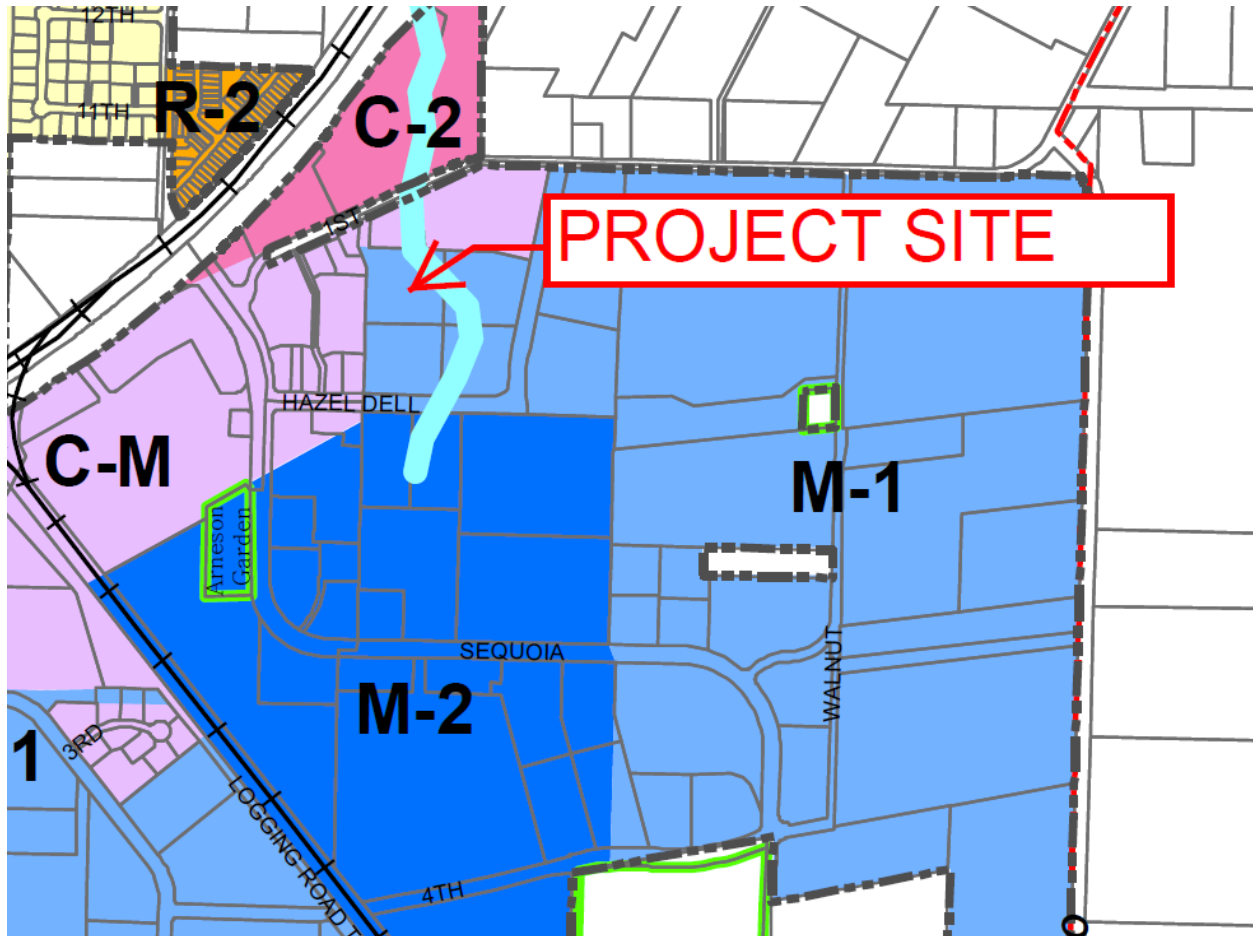 12TH
11TH
R-2
C-2
1ST
PROJECT SITE
HAZEL DELL
C-M
M-1
Arneson
Garden
SEQUOIA
WALNUT
M-2
3RD
1
LOGGING ROAD T
4TH